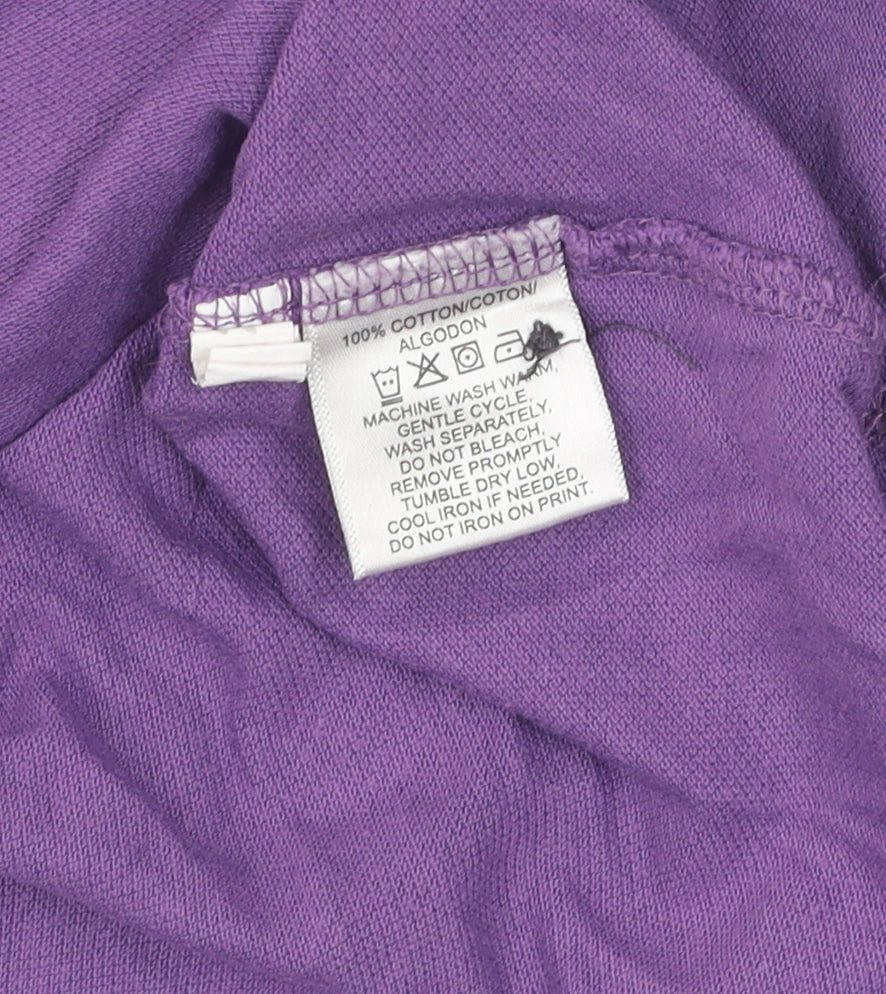 100% COTTON/COTON/
ALGODON
MACHINE WASH WARM,
GENTLE CYCLE,
WASH SEPARATELY,
DO NOT BLEACH,
REMOVE PROMPTLY
TUMBLE DRY LOW,
COOL IRON IF NEEDED,
DO NOT IRON ON PRINT.